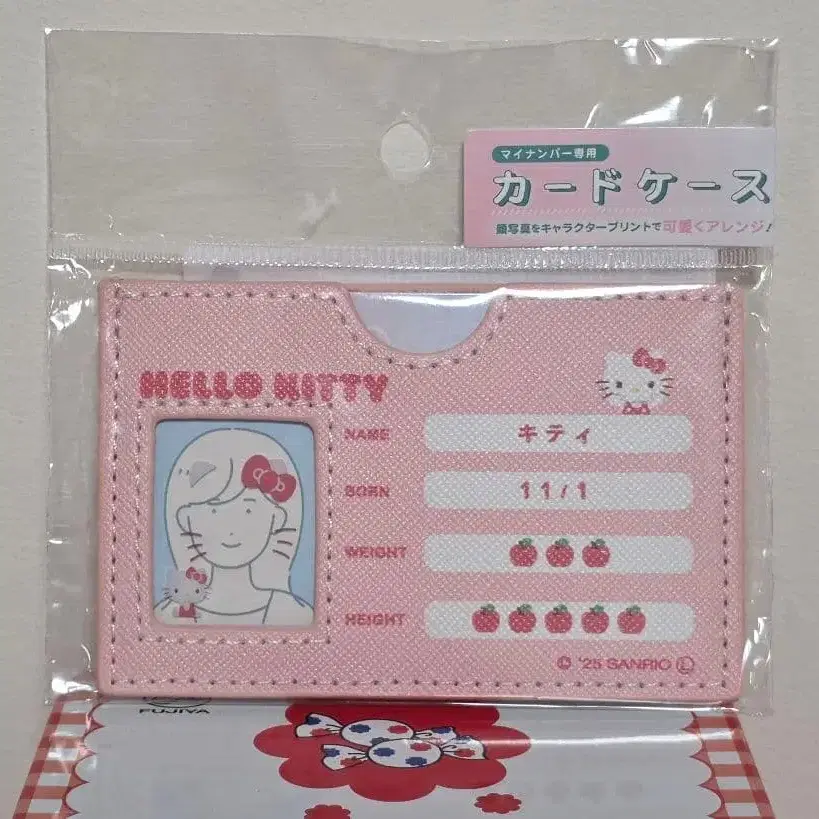 マイナンバー専用
カードケース
顔写真をキャラクタープリントで可愛くアレンジ!
HELLO KITTY
NAME キティ
BORN 11/1
WEIGHT
HEIGHT
© '25 SANRIO Ⓛ
FUJIYA